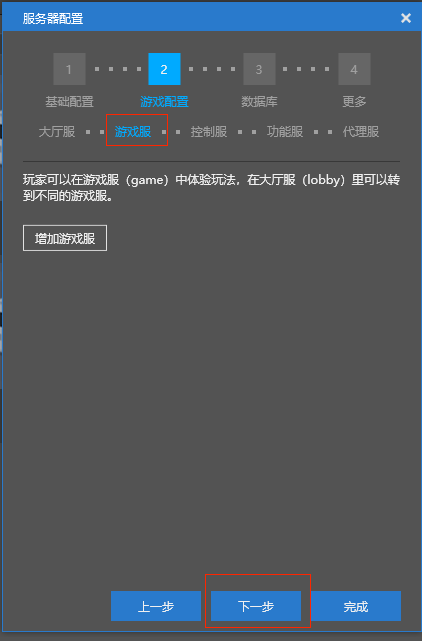 服务器配置
1 2 3 4
基础配置 游戏配置 数据库 更多
大厅服 游戏服 控制服 功能服 代理服
玩家可以在游戏服（game）中体验玩法，在大厅服（lobby）里可以转
到不同的游戏服。
增加游戏服
上一步 下一步 完成